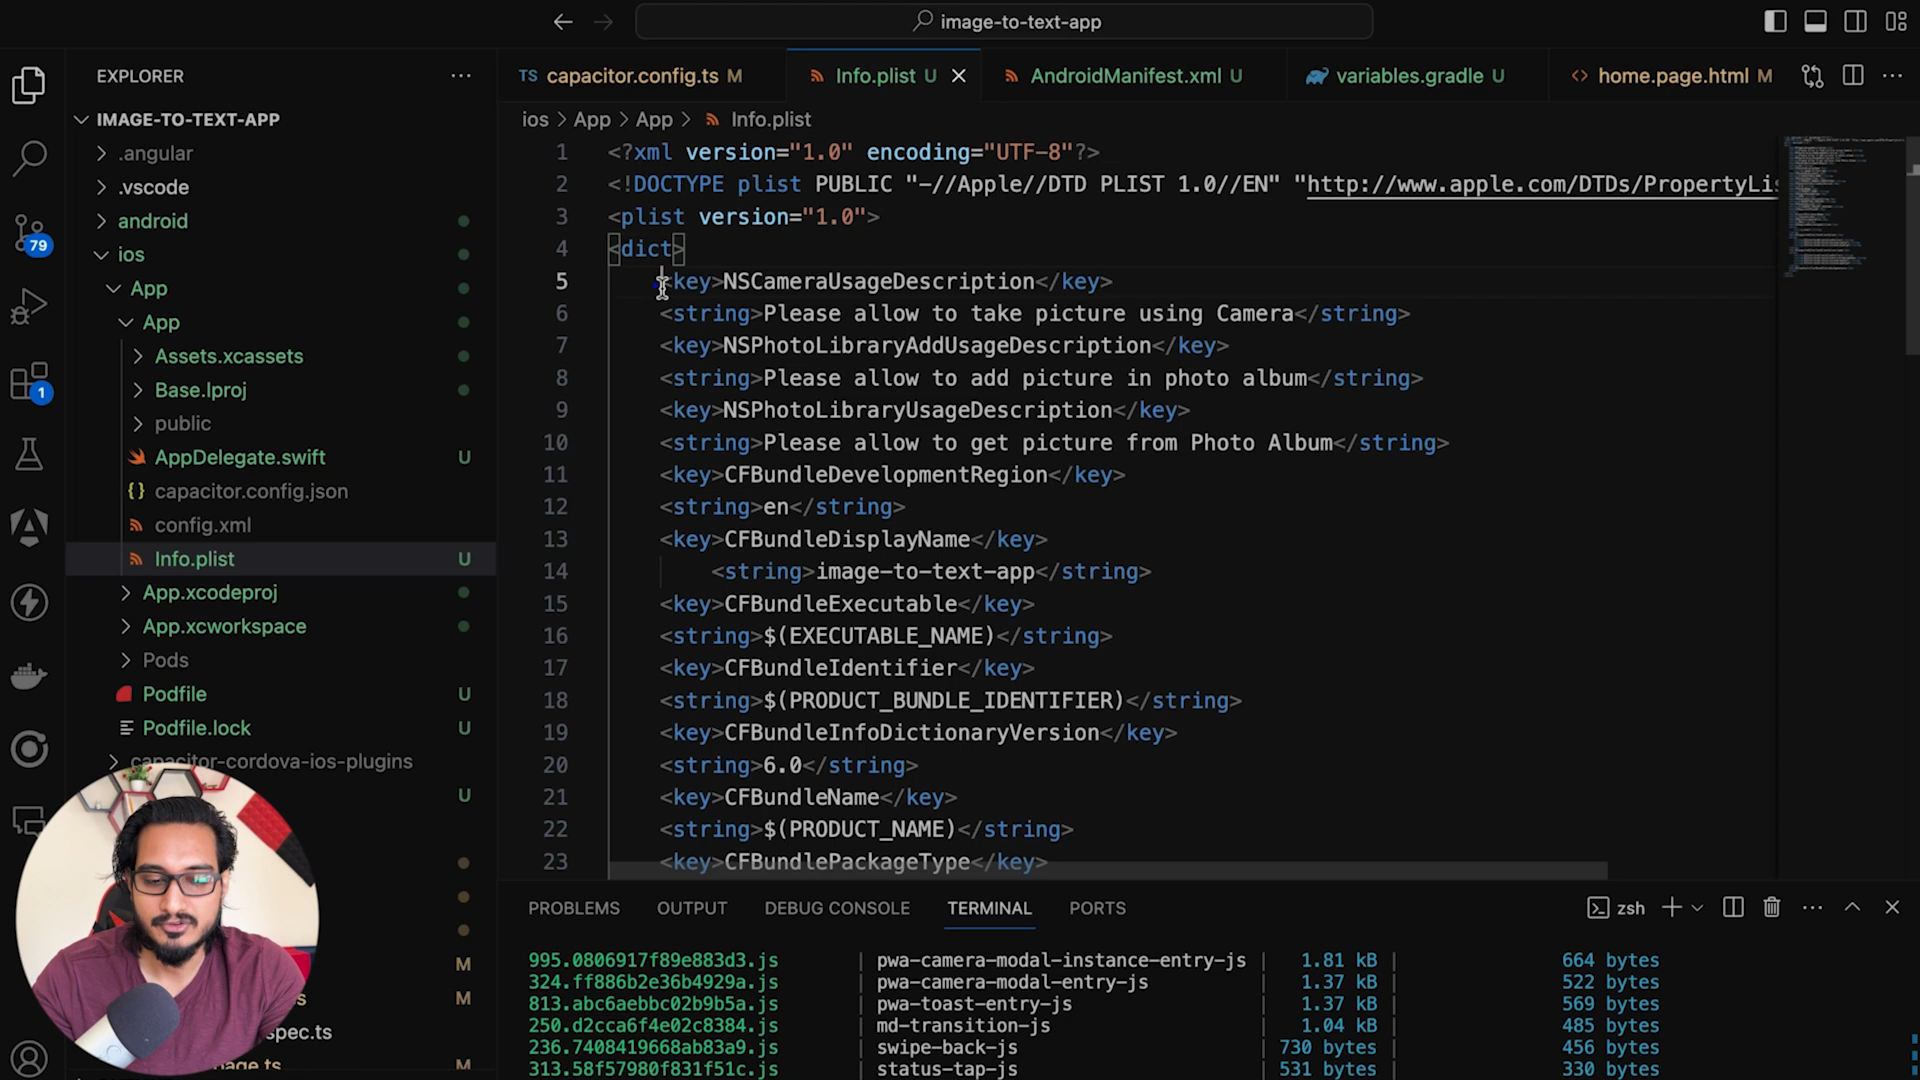 image-to-text-app
EXPLORER
IMAGE-TO-TEXT-APP
.angular
.vscode
android
ios
App
App
Assets.xcassets
Base.lproj
public
AppDelegate.swift U
{} capacitor.config.json
config.xml
Info.plist U
App.xcodeproj
App.xcworkspace
Pods
Podfile U
Podfile.lock U
capacitor-cordova-ios-plugins
U
M
M
spec.ts
M
79
1
TS capacitor.config.ts M
Info.plist U
AndroidManifest.xml U
variables.gradle U
<> home.page.html M
ios > App > App > Info.plist
1 <?xml version="1.0" encoding="UTF-8"?>
2 <!DOCTYPE plist PUBLIC "-//Apple//DTD PLIST 1.0//EN" "http://www.apple.com/DTDs/PropertyLis
3 <plist version="1.0">
4 <dict>
5 <key>NSCameraUsageDescription</key>
6 <string>Please allow to take picture using Camera</string>
7 <key>NSPhotoLibraryAddUsageDescription</key>
8 <string>Please allow to add picture in photo album</string>
9 <key>NSPhotoLibraryUsageDescription</key>
10 <string>Please allow to get picture from Photo Album</string>
11 <key>CFBundleDevelopmentRegion</key>
12 <string>en</string>
13 <key>CFBundleDisplayName</key>
14 <string>image-to-text-app</string>
15 <key>CFBundleExecutable</key>
16 <string>$(EXECUTABLE_NAME)</string>
17 <key>CFBundleIdentifier</key>
18 <string>$(PRODUCT_BUNDLE_IDENTIFIER)</string>
19 <key>CFBundleInfoDictionaryVersion</key>
20 <string>6.0</string>
21 <key>CFBundleName</key>
22 <string>$(PRODUCT_NAME)</string>
23 <key>CFBundlePackageType</key>
PROBLEMS OUTPUT DEBUG CONSOLE TERMINAL PORTS
zsh
995.0806917f89e883d3.js | pwa-camera-modal-instance-entry-js | 1.81 kB | 664 bytes
324.ff886b2e36b4929a.js | pwa-camera-modal-entry-js | 1.37 kB | 522 bytes
813.abc6aebbc02b9b5a.js | pwa-toast-entry-js | 1.37 kB | 569 bytes
250.d2cca6f4e02c8384.js | md-transition-js | 1.04 kB | 485 bytes
236.7408419668ab83a9.js | swipe-back-js | 730 bytes | 456 bytes
313.58f57980f831f51c.js | status-tap-js | 531 bytes | 330 bytes